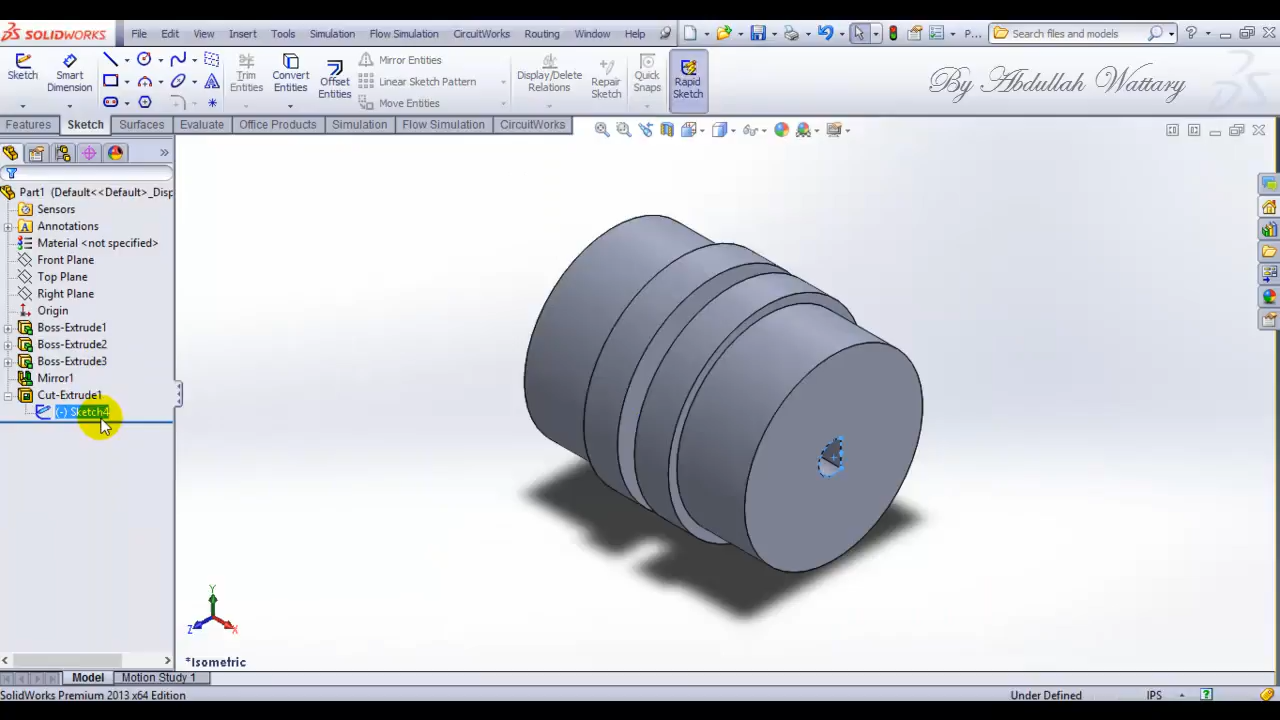 SOLIDWORKS File Edit View Insert Tools Simulation Flow Simulation CircuitWorks Routing Window Help P... Search files and models
Sketch Smart Dimension Trim Entities Convert Entities Offset Entities Mirror Entities Linear Sketch Pattern Move Entities Display/Delete Relations Repair Sketch Quick Snaps Rapid Sketch
By Abdullah Wattary
Features Sketch Surfaces Evaluate Office Products Simulation Flow Simulation CircuitWorks
Part1 (Default<<Default>_Disp
Sensors
Annotations
Material <not specified>
Front Plane
Top Plane
Right Plane
Origin
Boss-Extrude1
Boss-Extrude2
Boss-Extrude3
Mirror1
Cut-Extrude1
(-) Sketch4
Y
Z X
*Isometric
Model Motion Study 1
SolidWorks Premium 2013 x64 Edition Under Defined IPS